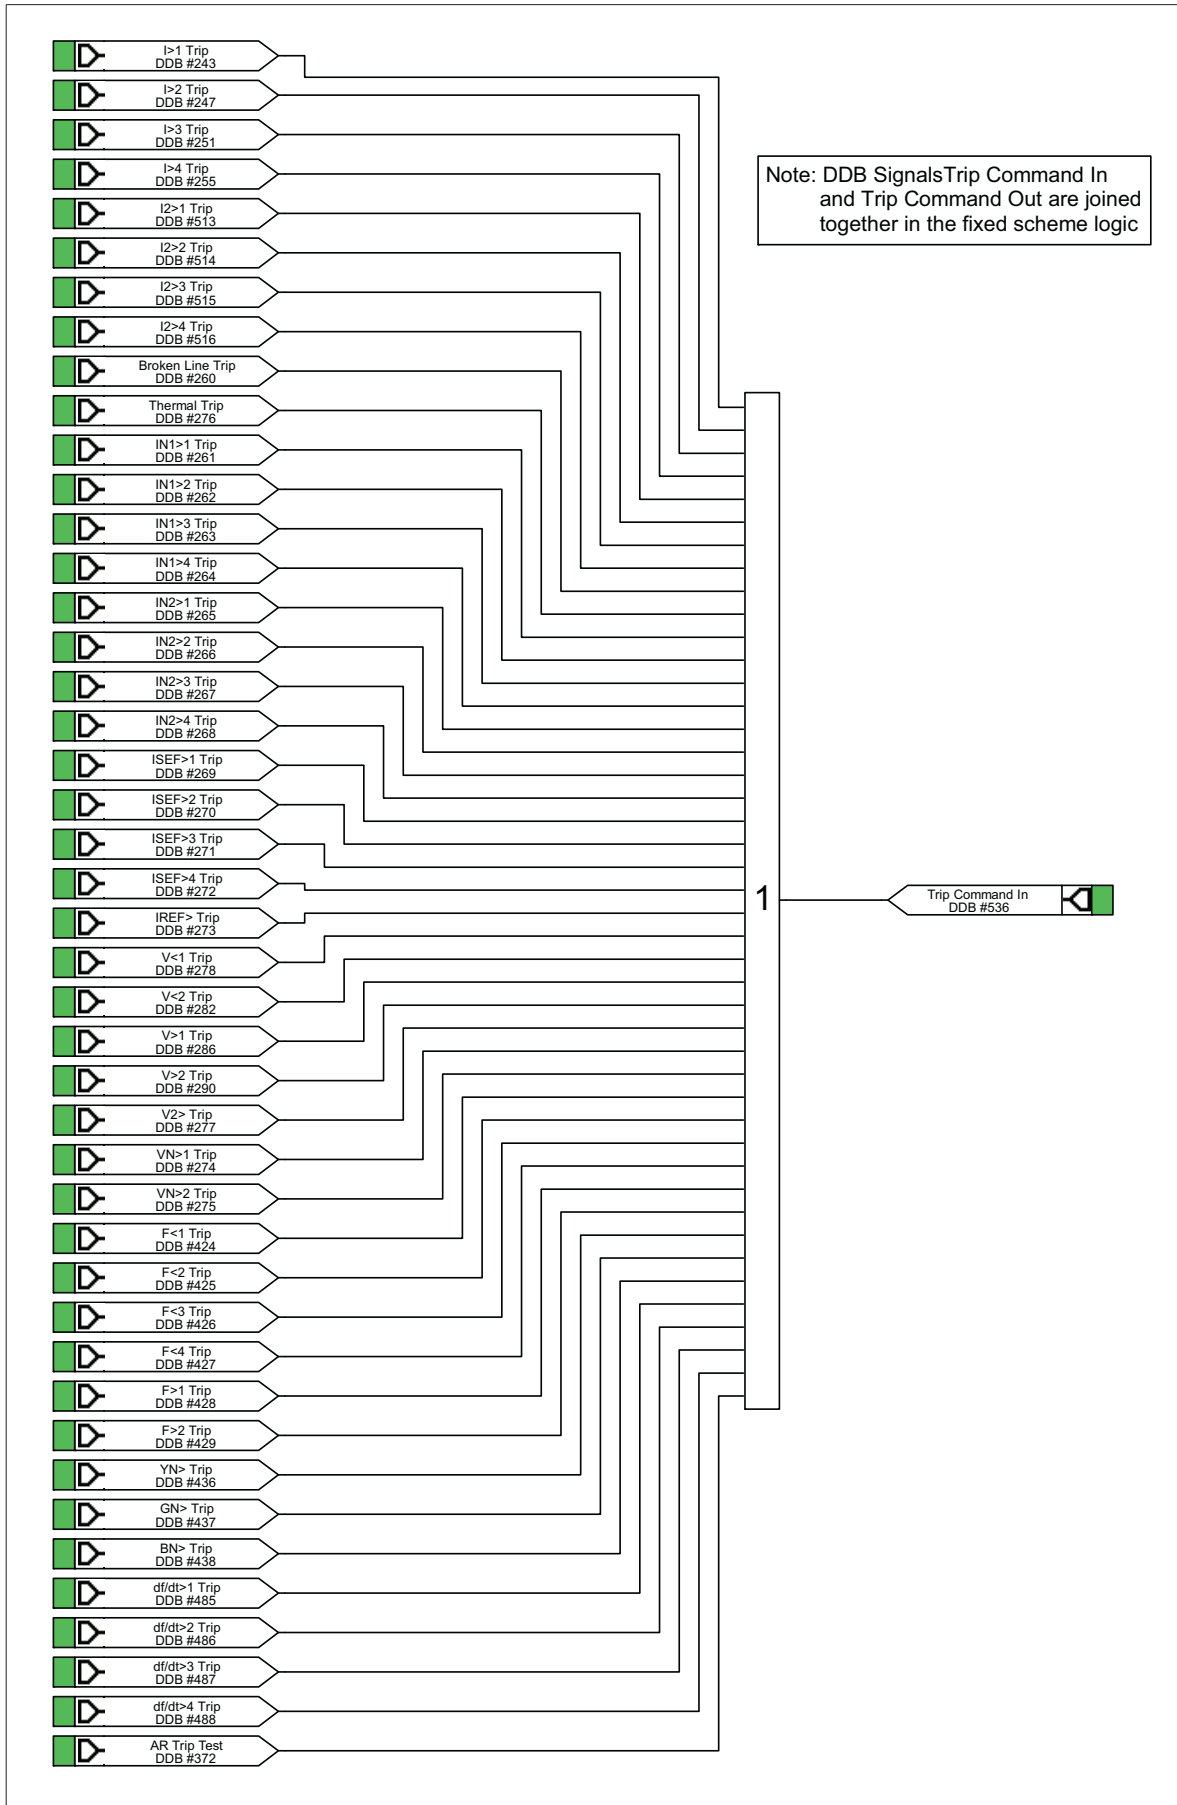 I>1 Trip
DDB #243
I>2 Trip
DDB #247
I>3 Trip
DDB #251
I>4 Trip
DDB #255
I2>1 Trip
DDB #513
I2>2 Trip
DDB #514
I2>3 Trip
DDB #515
I2>4 Trip
DDB #516
Broken Line Trip
DDB #260
Thermal Trip
DDB #276
IN1>1 Trip
DDB #261
IN1>2 Trip
DDB #262
IN1>3 Trip
DDB #263
IN1>4 Trip
DDB #264
IN2>1 Trip
DDB #265
IN2>2 Trip
DDB #266
IN2>3 Trip
DDB #267
IN2>4 Trip
DDB #268
ISEF>1 Trip
DDB #269
ISEF>2 Trip
DDB #270
ISEF>3 Trip
DDB #271
ISEF>4 Trip
DDB #272
IREF> Trip
DDB #273
V<1 Trip
DDB #278
V<2 Trip
DDB #282
V>1 Trip
DDB #286
V>2 Trip
DDB #290
V2> Trip
DDB #277
VN>1 Trip
DDB #274
VN>2 Trip
DDB #275
F<1 Trip
DDB #424
F<2 Trip
DDB #425
F<3 Trip
DDB #426
F<4 Trip
DDB #427
F>1 Trip
DDB #428
F>2 Trip
DDB #429
YN> Trip
DDB #436
GN> Trip
DDB #437
BN> Trip
DDB #438
df/dt>1 Trip
DDB #485
df/dt>2 Trip
DDB #486
df/dt>3 Trip
DDB #487
df/dt>4 Trip
DDB #488
AR Trip Test
DDB #372
Note: DDB SignalsTrip Command In
and Trip Command Out are joined
together in the fixed scheme logic
1
Trip Command In
DDB #536